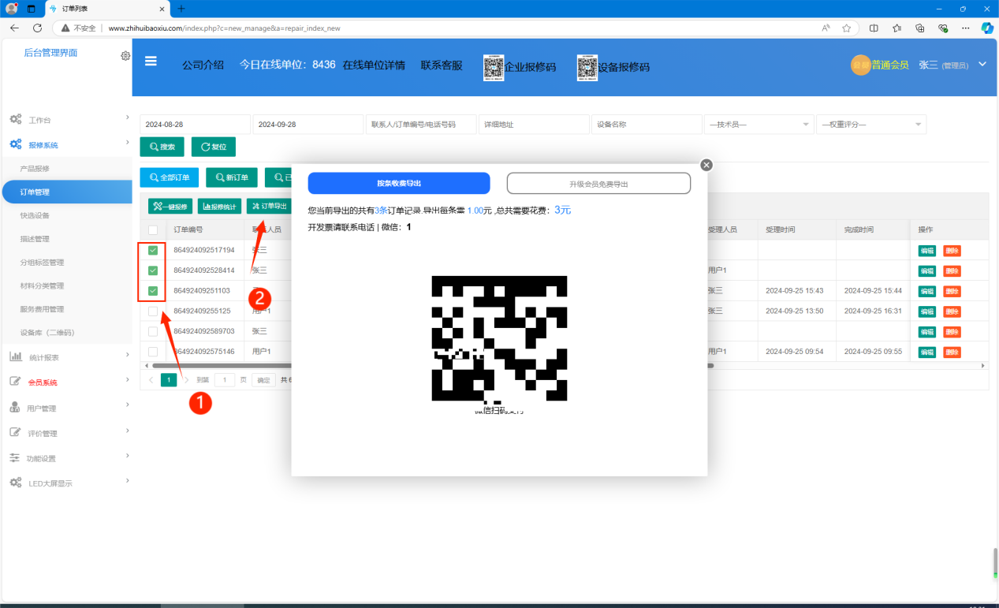 订单列表
不安全 www.zhihuibaoxiu.com/index.php?c=new_manage&a=repair_index_new
后台管理界面
公司介绍 今日在线单位：8436 在线单位详情 联系客服 企业报修码 设备报修码 普通会员 张三 (管理员)
工作台
报修系统
产品报修
订单管理
快选设备
描述管理
分组标签管理
材料分类管理
服务费用管理
设备库（二维码）
统计报表
会员系统
用户管理
评价管理
功能设置
LED大屏显示
2024-08-28 2024-09-28 联系人/订单编号/电话号码 详细地址 设备名称 —技术员— —权重评分—
搜索 复位
全部订单 新订单 已
一键报修 报修统计 订单导出
订单编号 人员 受理人员 受理时间 完成时间 操作
864924092517194 张三 编辑 删除
864924092528414 张三 用户1 编辑 删除
86492409251103 张三 2024-09-25 15:43 2024-09-25 15:44 编辑 删除
86492409255125 用户1 张三 2024-09-25 13:50 2024-09-25 16:31 编辑 删除
864924092589703 张三 编辑 删除
864924092575146 用户1 用户1 2024-09-25 09:54 2024-09-25 09:55 编辑 删除
1 到第 1 页 确定 共 6
按条收费导出 升级会员免费导出
您当前导出的共有3条订单记录,导出每条需 1.00元 ,总共需要花费：3元
开发票请联系电话 | 微信：1
微信扫码支付
1
2